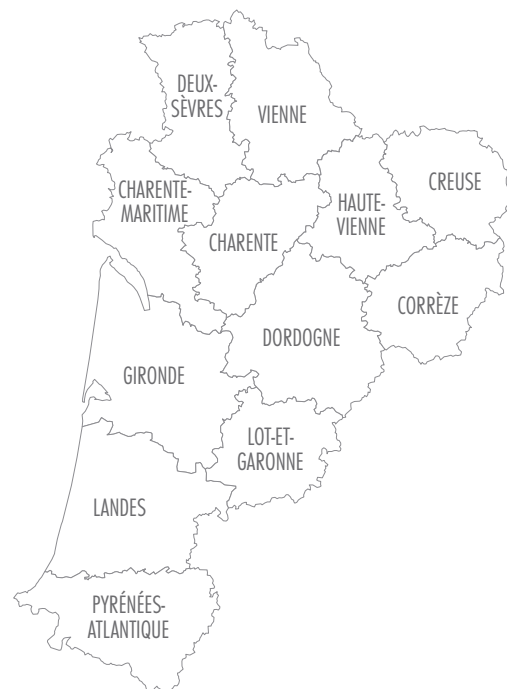 DEUX-
SÈVRES
VIENNE
CHARENTE-
MARITIME
CHARENTE
HAUTE-
VIENNE
CREUSE
CORRÈZE
DORDOGNE
GIRONDE
LOT-ET-
GARONNE
LANDES
PYRÉNÉES-
ATLANTIQUE